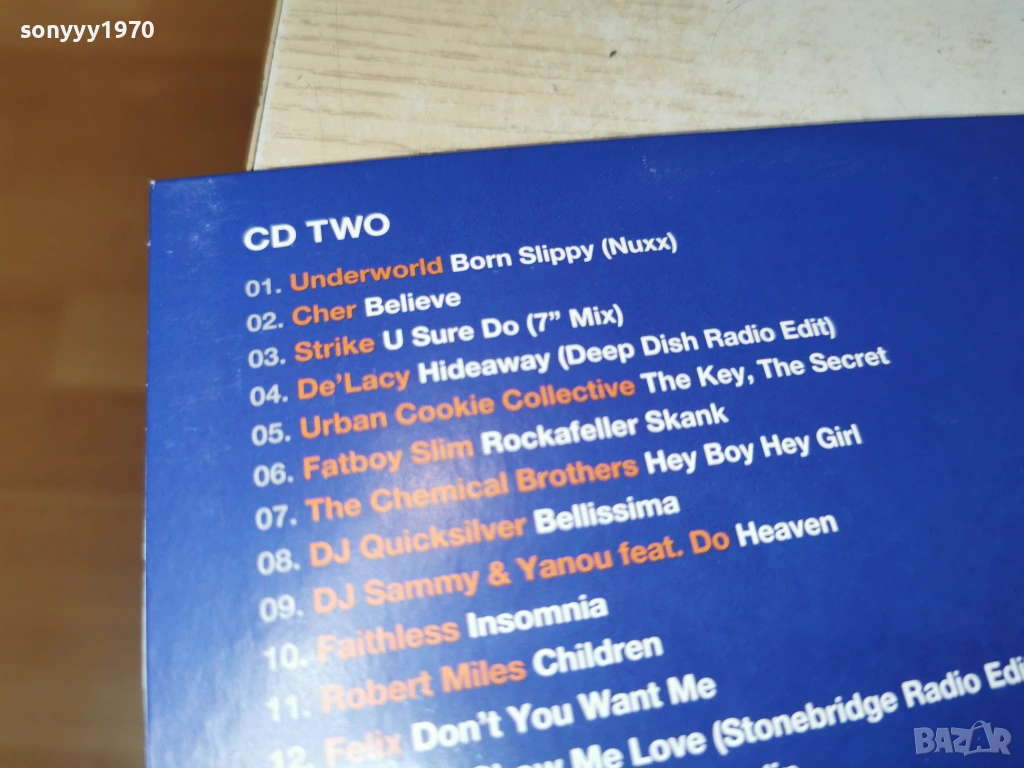 sonyyy1970
CD TWO
01. Underworld Born Slippy (Nuxx)
02. Cher Believe
03. Strike U Sure Do (7” Mix)
04. De'Lacy Hideaway (Deep Dish Radio Edit)
05. Urban Cookie Collective The Key, The Secret
06. Fatboy Slim Rockafeller Skank
07. The Chemical Brothers Hey Boy Hey Girl
08. DJ Quicksilver Bellissima
09. DJ Sammy & Yanou feat. Do Heaven
10. Faithless Insomnia
11. Robert Miles Children
12. Felix Don't You Want Me
Show Me Love (Stonebridge Radio Edi
BAZAR